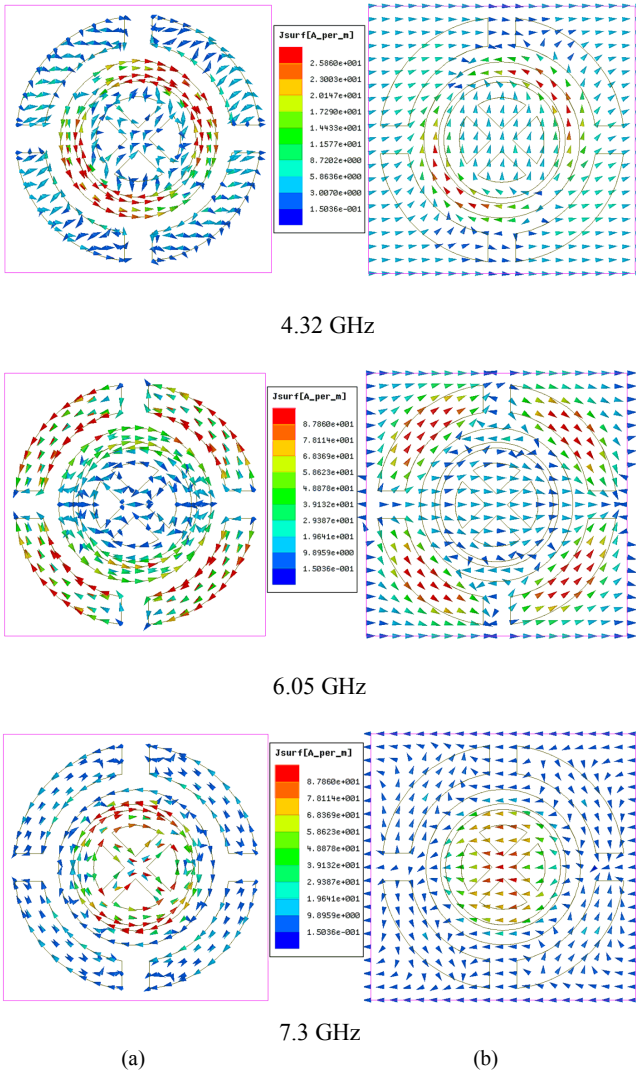 Jsurf[A_per_m]
2.5860e+001
2.3003e+001
2.0147e+001
1.7290e+001
1.4433e+001
1.1577e+001
8.7202e+000
5.8636e+000
3.0070e+000
1.5036e-001
4.32 GHz
Jsurf[A_per_m]
8.7860e+001
7.8114e+001
6.8369e+001
5.8623e+001
4.8878e+001
3.9132e+001
2.9387e+001
1.9641e+001
9.8959e+000
1.5036e-001
6.05 GHz
Jsurf[A_per_m]
8.7860e+001
7.8114e+001
6.8369e+001
5.8623e+001
4.8878e+001
3.9132e+001
2.9387e+001
1.9641e+001
9.8959e+000
1.5036e-001
7.3 GHz
(a) (b)